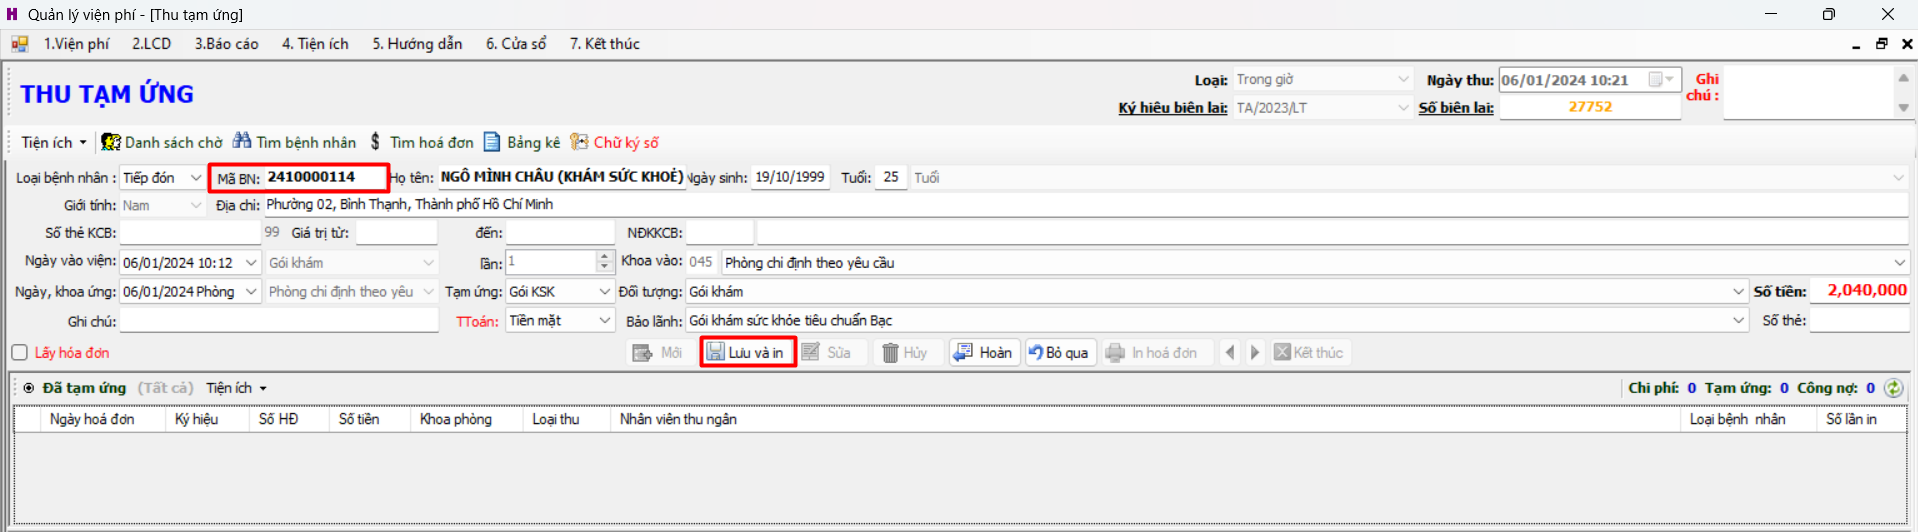 Quản lý viện phí - [Thu tạm ứng]
1.Viện phí 2.LCD 3.Báo cáo 4. Tiện ích 5. Hướng dẫn 6. Cửa sổ 7. Kết thúc
THU TẠM ỨNG
Loại: Trong giờ Ngày thu: 06/01/2024 10:21 Ghi chú :
Ký hiêu biên lai: TA/2023/LT Số biên lai: 27752
Tiện ích Danh sách chờ Tìm bệnh nhân Tìm hoá đơn Bảng kê Chữ ký số
Loại bệnh nhân : Tiếp đón Mã BN: 2410000114 Họ tên: NGÔ MÌNH CHÂU (KHÁM SỨC KHOẺ) Ngày sinh: 19/10/1999 Tuổi: 25 Tuổi
Giới tính: Nam Địa chỉ: Phường 02, Bình Thạnh, Thành phố Hồ Chí Minh
Số thẻ KCB: 99 Giá trị từ: đến: NĐKKCB:
Ngày vào viện: 06/01/2024 10:12 Gói khám lần: 1 Khoa vào: 045 Phòng chỉ định theo yêu cầu
Ngày, khoa ứng: 06/01/2024 Phòng Phòng chỉ định theo yêu Tạm ứng: Gói KSK Đối tượng: Gói khám Số tiền: 2,040,000
Ghi chú: TToán: Tiền mặt Bảo lãnh: Gói khám sức khỏe tiêu chuẩn Bạc Số thẻ:
Lấy hóa đơn Mới Lưu và in Sửa Hủy Hoàn Bỏ qua In hoá đơn Kết thúc
Đã tạm ứng (Tất cả) Tiện ích Chi phí: 0 Tạm ứng: 0 Công nợ: 0
Ngày hoá đơn Ký hiệu Số HĐ Số tiền Khoa phòng Loại thu Nhân viên thu ngân Loại bệnh nhân Số lần in